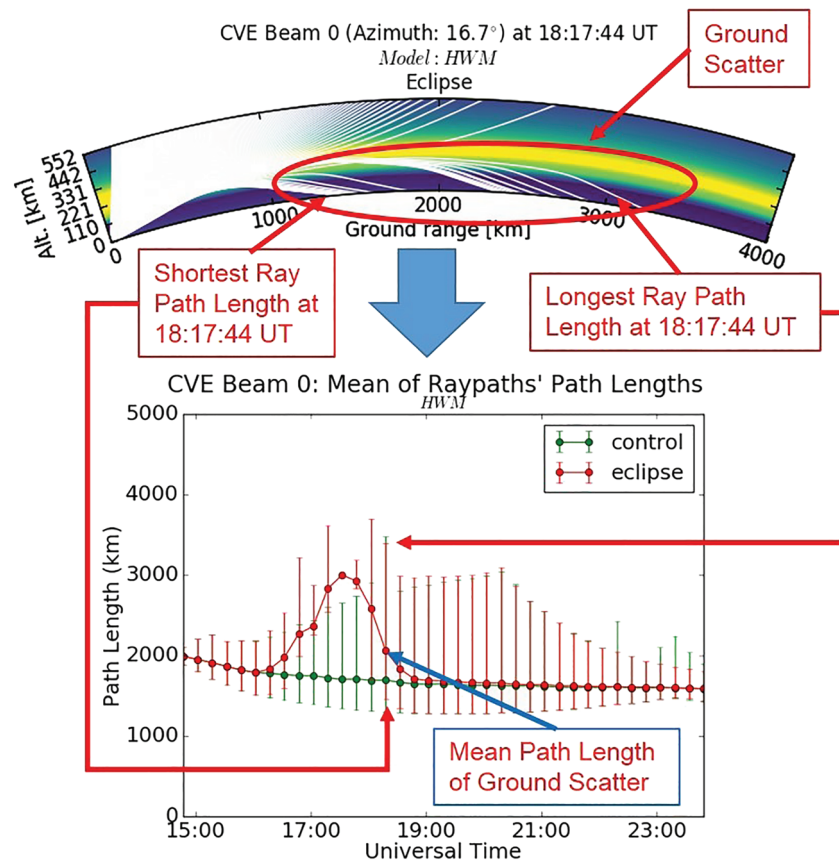 CVE Beam 0 (Azimuth: 16.7°) at 18:17:44 UT
Model : HWM
Eclipse
Ground
Scatter
552
442
331
221
110
0
Alt. [km]
0
1000
2000
3000
4000
Ground range [km]
Shortest Ray
Path Length at
18:17:44 UT
Longest Ray Path
Length at 18:17:44 UT
CVE Beam 0: Mean of Raypaths' Path Lengths
HWM
5000
4000
3000
2000
1000
0
Path Length (km)
control
eclipse
Mean Path Length
of Ground Scatter
15:00
17:00
19:00
21:00
23:00
Universal Time